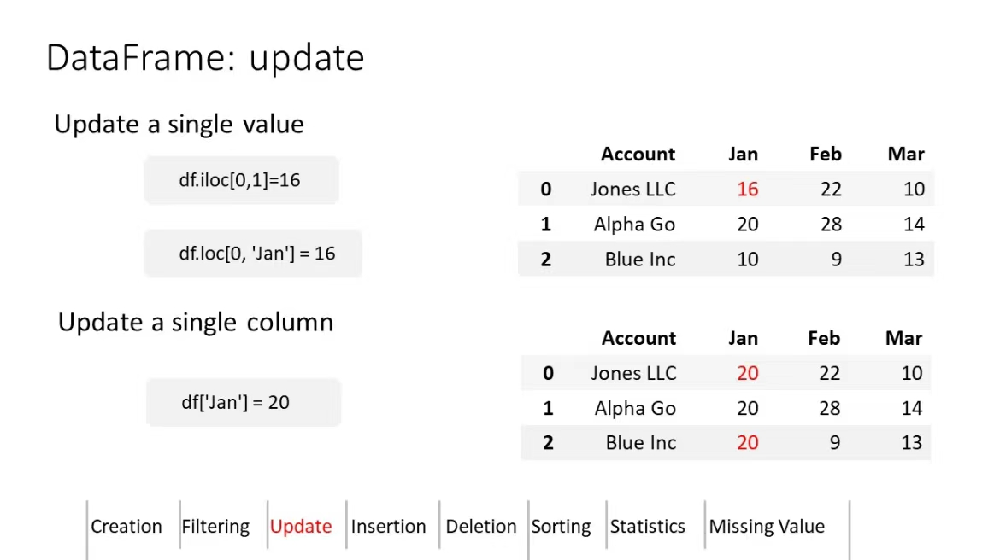 DataFrame: update
Update a single value
df.iloc[0,1]=16
df.loc[0, 'Jan'] = 16
Account Jan Feb Mar
0 Jones LLC 16 22 10
1 Alpha Go 20 28 14
2 Blue Inc 10 9 13
Update a single column
df['Jan'] = 20
Account Jan Feb Mar
0 Jones LLC 20 22 10
1 Alpha Go 20 28 14
2 Blue Inc 20 9 13
Creation Filtering Update Insertion Deletion Sorting Statistics Missing Value